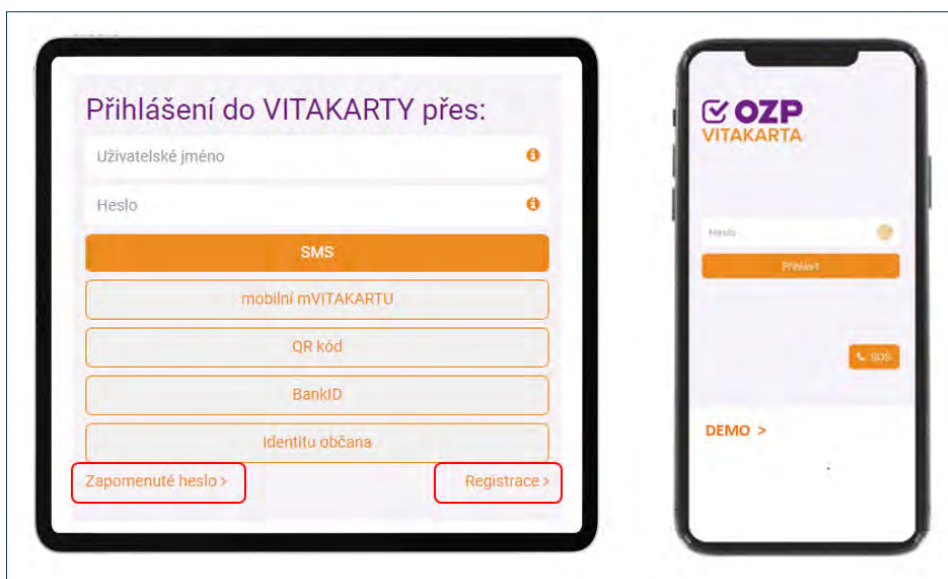 Přihlášení do VITAKARTY přes:
Uživatelské jméno
Heslo
SMS
mobilní mVITAKARTU
QR kód
BankID
Identitu občana
Zapomenuté heslo >
Registrace >
OZP
VITAKARTA
Heslo
Přihlásit
SOS
DEMO >